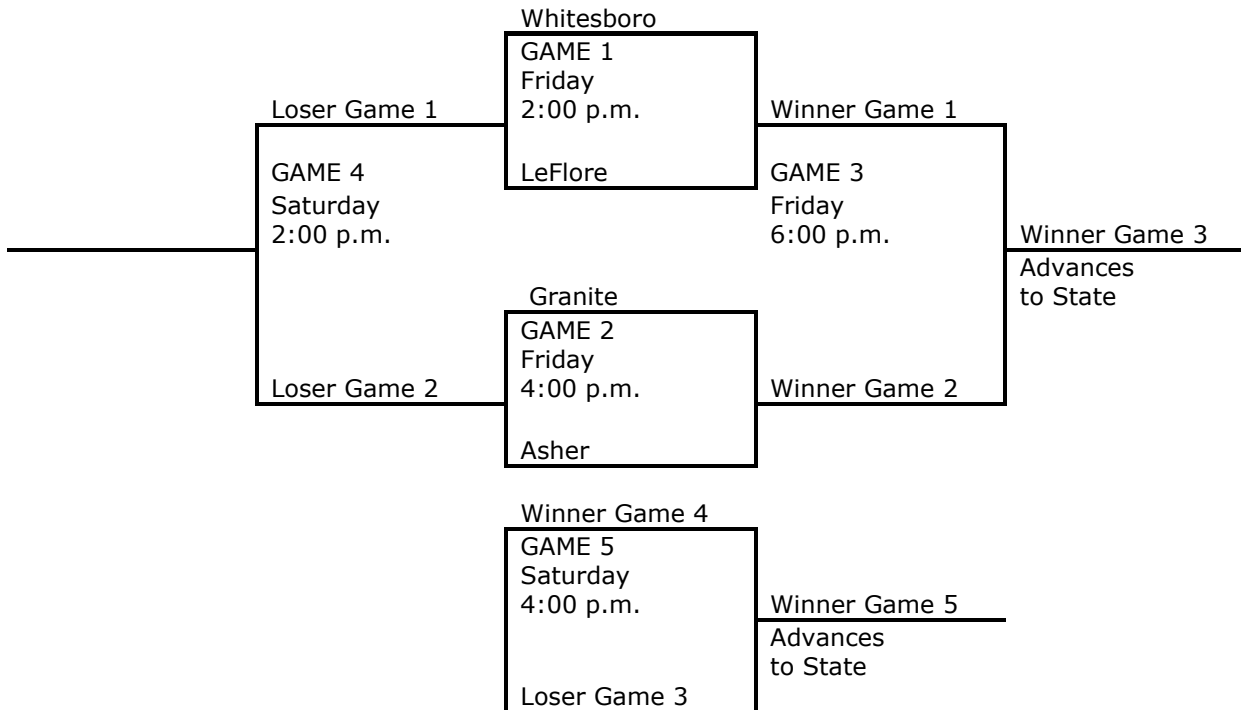 Whitesboro
GAME 1
Friday
2:00 p.m.
LeFlore
Loser Game 1
Winner Game 1
GAME 4
Saturday
2:00 p.m.
GAME 3
Friday
6:00 p.m.
Winner Game 3
Advances
to State
Granite
GAME 2
Friday
4:00 p.m.
Asher
Loser Game 2
Winner Game 2
Winner Game 4
GAME 5
Saturday
4:00 p.m.
Loser Game 3
Winner Game 5
Advances
to State